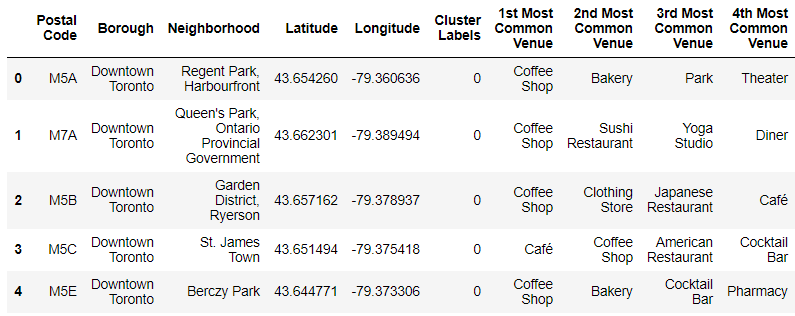 Postal Code Borough Neighborhood Latitude Longitude Cluster Labels 1st Most Common Venue 2nd Most Common Venue 3rd Most Common Venue 4th Most Common Venue
0 M5A Downtown Toronto Regent Park, Harbourfront 43.654260 -79.360636 0 Coffee Shop Bakery Park Theater
1 M7A Downtown Toronto Queen's Park, Ontario Provincial Government 43.662301 -79.389494 0 Coffee Shop Sushi Restaurant Yoga Studio Diner
2 M5B Downtown Toronto Garden District, Ryerson 43.657162 -79.378937 0 Coffee Shop Clothing Store Japanese Restaurant Café
3 M5C Downtown Toronto St. James Town 43.651494 -79.375418 0 Café Coffee Shop American Restaurant Cocktail Bar
4 M5E Downtown Toronto Berczy Park 43.644771 -79.373306 0 Coffee Shop Bakery Cocktail Bar Pharmacy